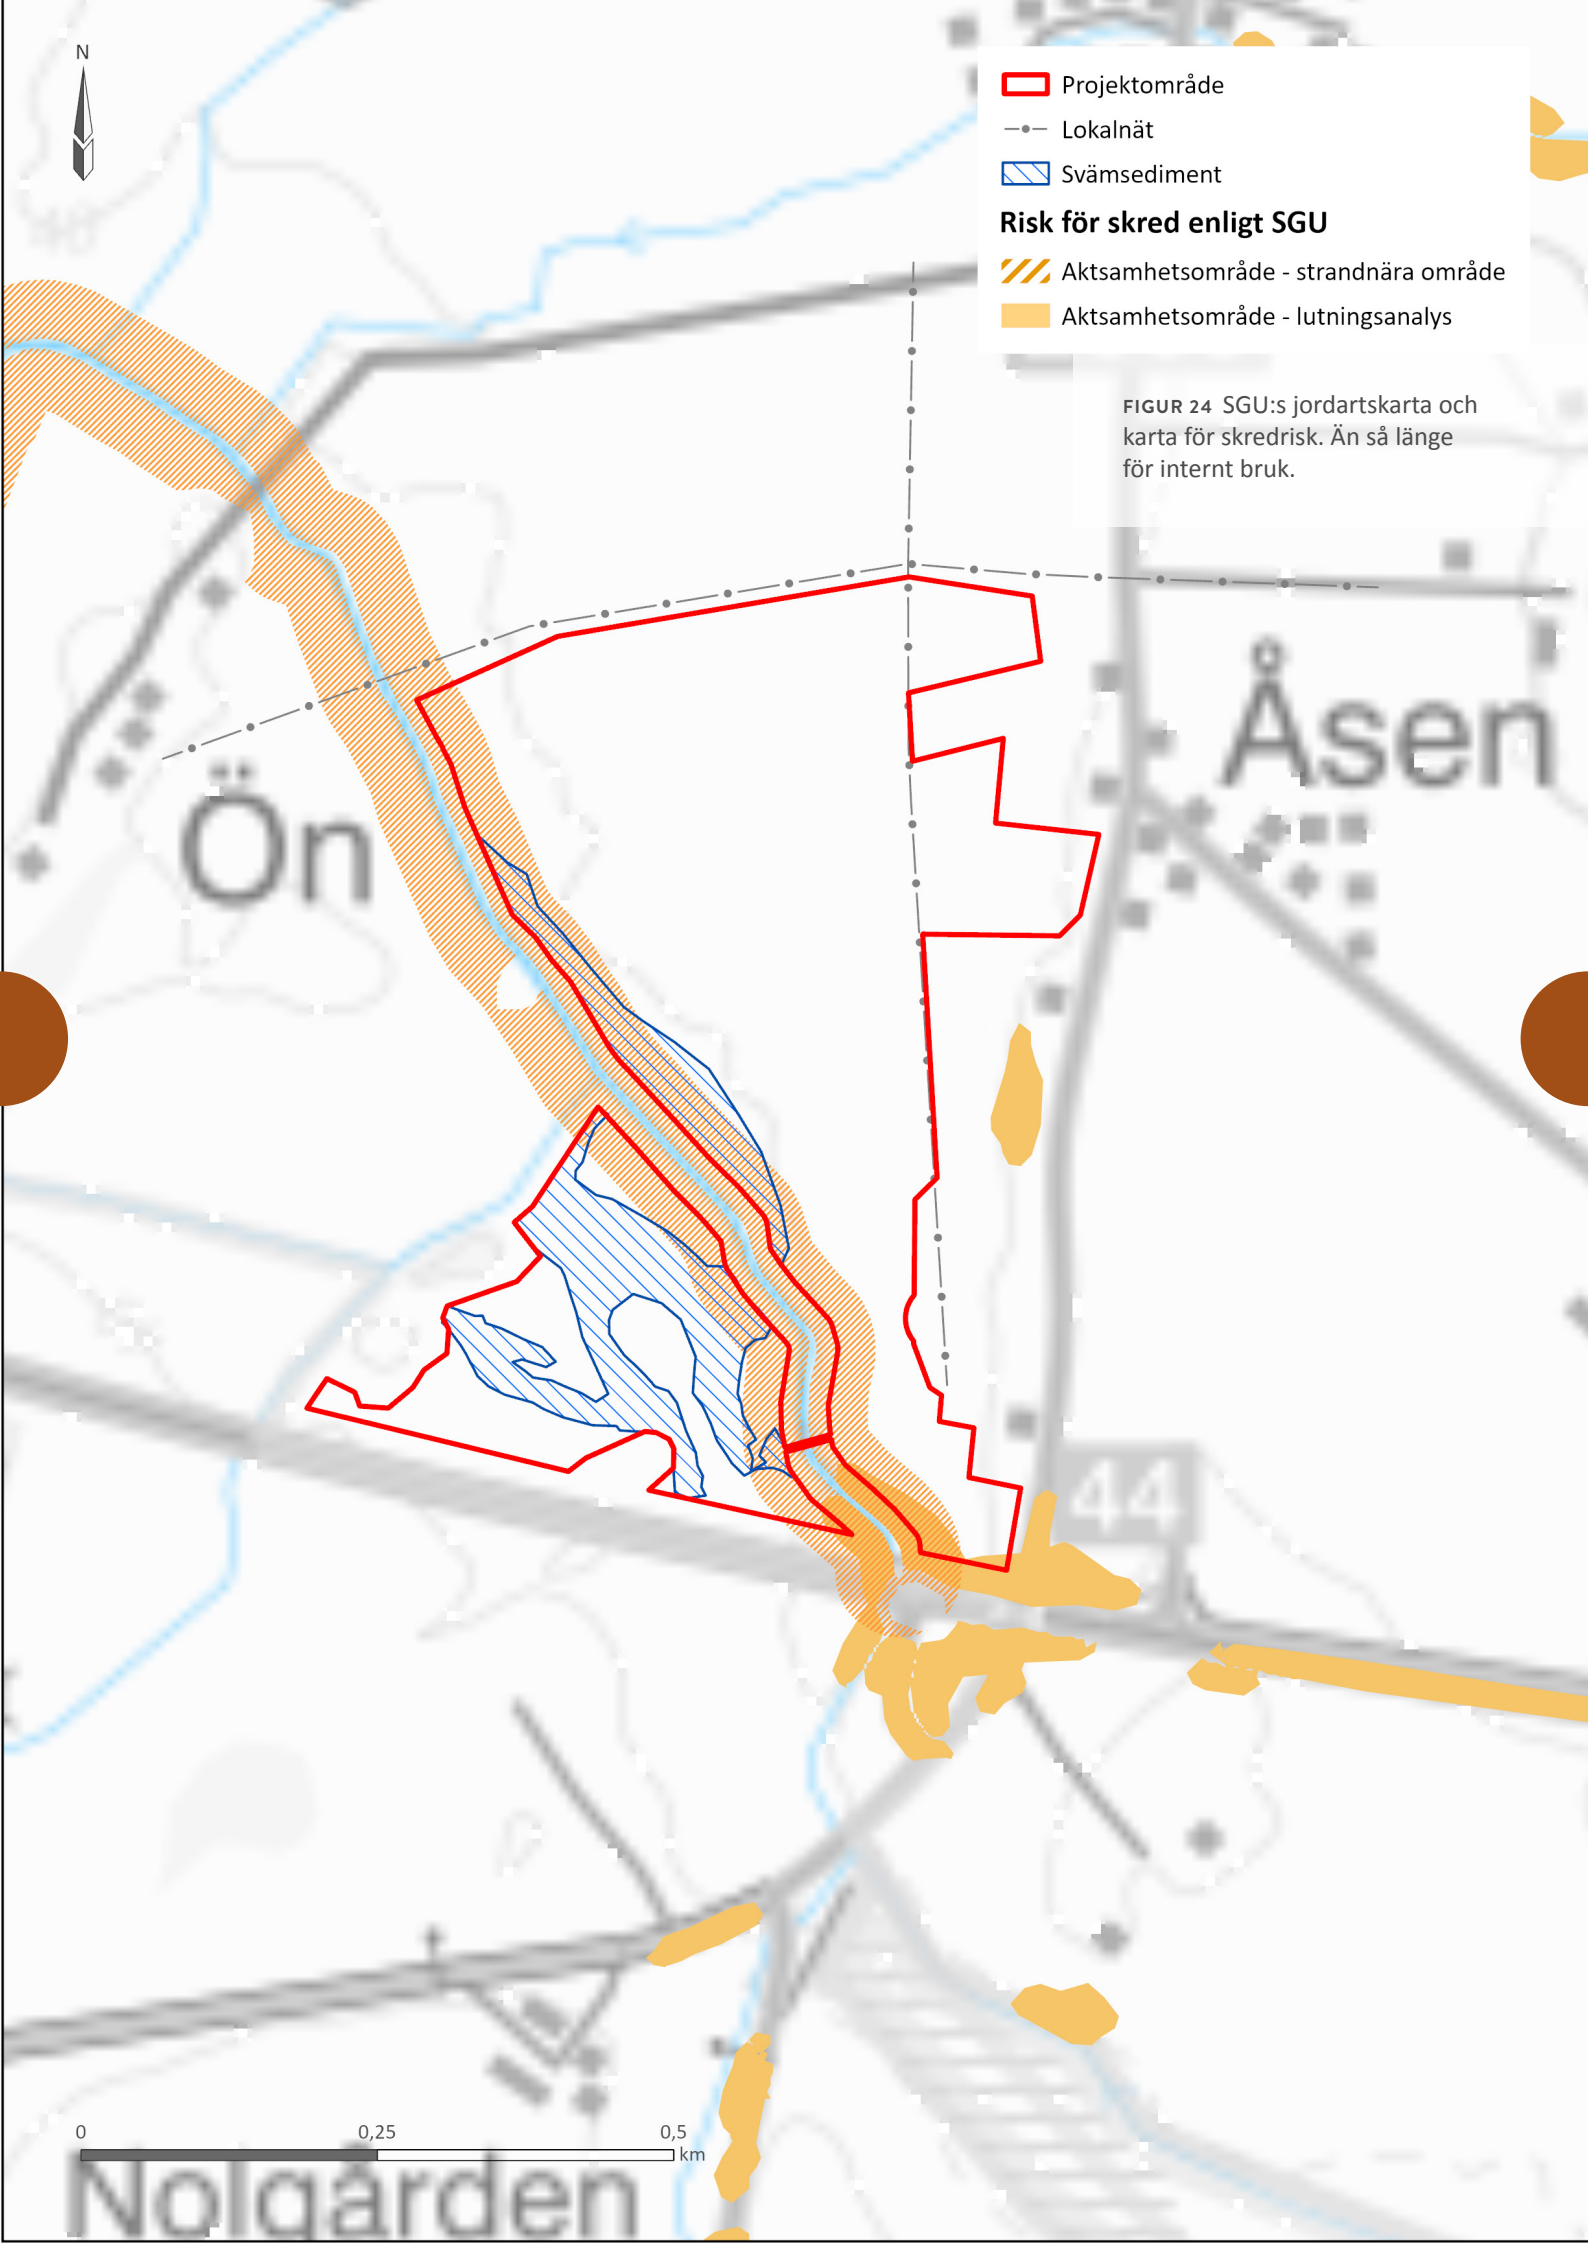 N
Projektområde
Lokalnät
Svämsediment
Risk för skred enligt SGU
Aktsamhetsområde - strandnära område
Aktsamhetsområde - lutningsanalys
FIGUR 24 SGU:s jordartskarta och
karta för skredrisk. Än så länge
för internt bruk.
Åsen
Ön
44
0 0,25 0,5
km
Nolgården